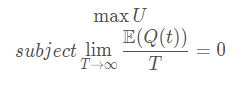 max U
subject lim_{T→∞} 𝔼(Q(t))/T = 0